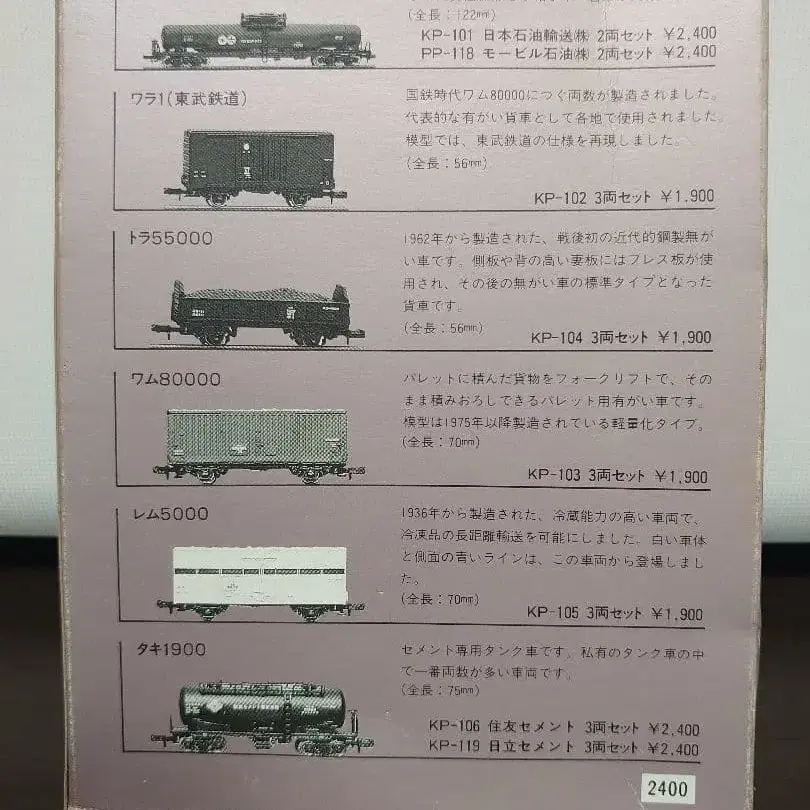 (全長:122㎜)
KP-101 日本石油輸送㈱ 2両セット ¥2,400
PP-118 モービル石油㈱ 2両セット ¥2,400
ワラ1(東武鉄道)
国鉄時代ワム80000につぐ両数が製造されました。
代表的な有がい貨車として各地で使用されました。
模型では、東武鉄道の仕様を再現しました。
(全長:56㎜)
KP-102 3両セット ¥1,900
トラ55000
1962年から製造された、戦後初の近代的鋼製無が
い車です。側板や背の高い妻板にはプレス板が使
用され、その後の無がい車の標準タイプとなった
貨車です。
(全長:56㎜)
KP-104 3両セット ¥1,900
ワム80000
パレットに積んだ貨物をフォークリフトで、その
まま積みおろしできるパレット用有がい車です。
模型は1975年以降製造されている軽量化タイプ。
(全長:70㎜)
KP-103 3両セット ¥1,900
レム5000
1936年から製造された、冷蔵能力の高い車両で、
冷凍品の長距離輸送を可能にしました。白い車体
と側面の青いラインは、この車両から登場しまし
た。
(全長:70㎜)
KP-105 3両セット ¥1,900
タキ1900
セメント専用タンク車です。私有のタンク車の中
で一番両数が多い車両です。
(全長:75㎜)
KP-106 住友セメント 3両セット ¥2,400
KP-119 日立セメント 3両セット ¥2,400
2400